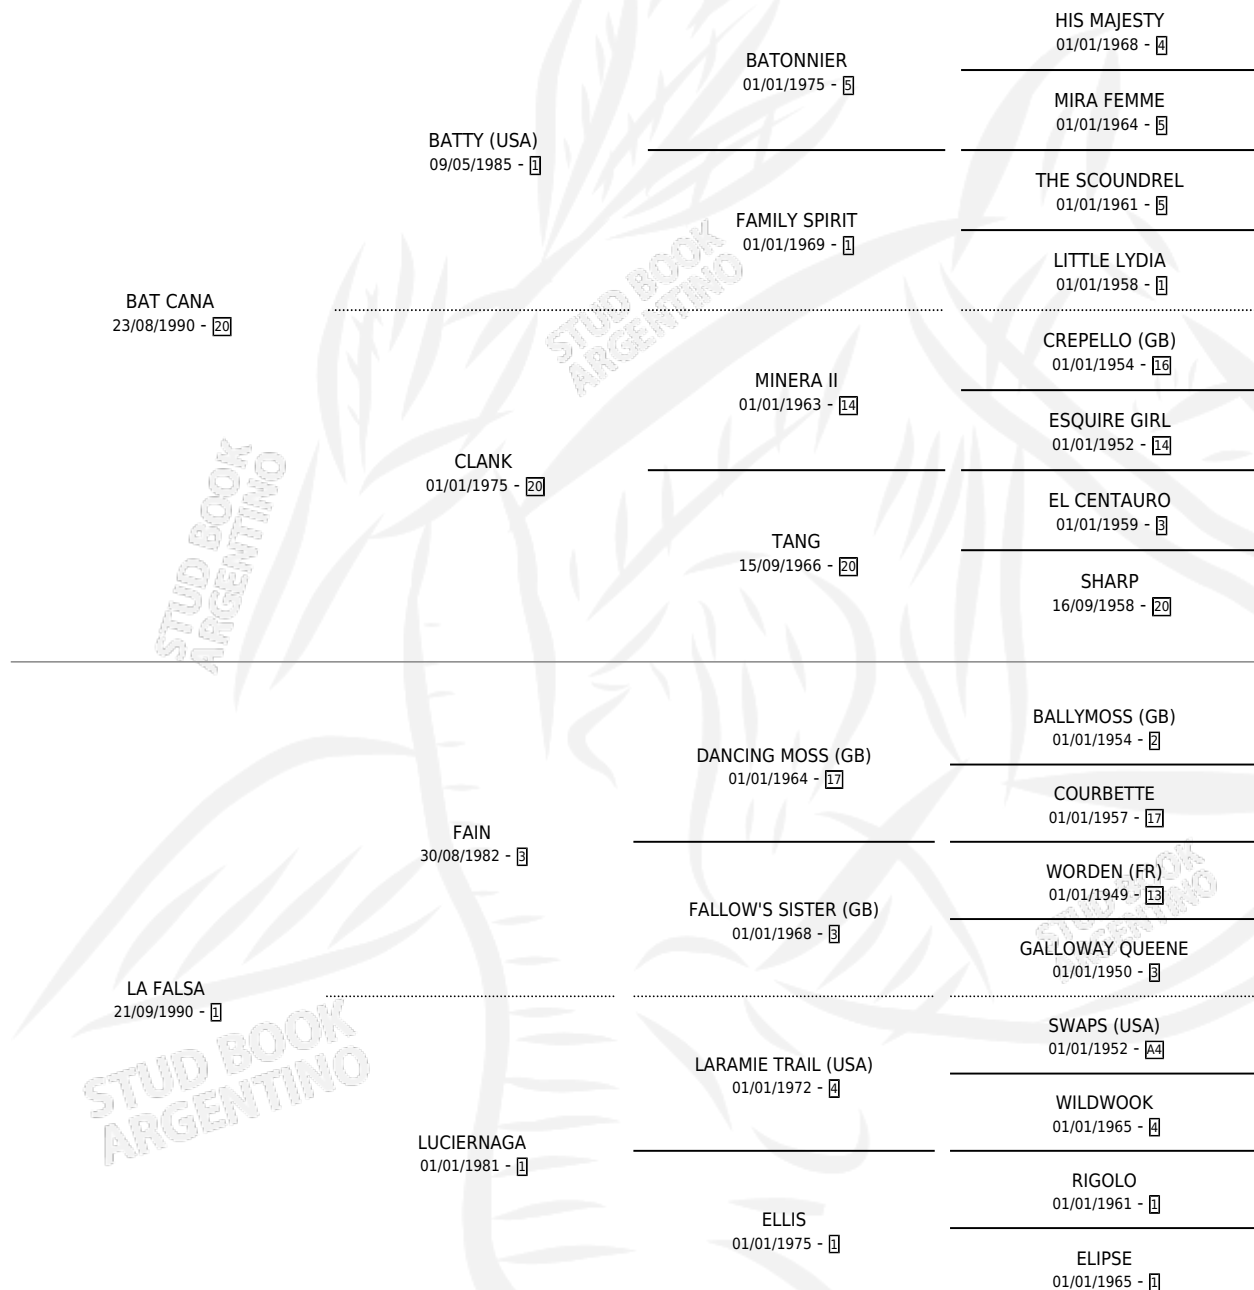 HIS MAJESTY
01/01/1968 - 4
BATONNIER
01/01/1975 - 5
MIRA FEMME
01/01/1964 - 5
BATTY (USA)
09/05/1985 - 1
THE SCOUNDREL
01/01/1961 - 5
FAMILY SPIRIT
01/01/1969 - 1
LITTLE LYDIA
01/01/1958 - 1
BAT CANA
23/08/1990 - 20
STUD BOOK
ARGENTINO
CREPELLO (GB)
01/01/1954 - 16
MINERA II
01/01/1963 - 14
ESQUIRE GIRL
01/01/1952 - 14
CLANK
01/01/1975 - 20
EL CENTAURO
01/01/1959 - 3
TANG
15/09/1966 - 20
SHARP
16/09/1958 - 20
STUD BOOK
ARGENTINO
BALLYMOSS (GB)
01/01/1954 - 2
DANCING MOSS (GB)
01/01/1964 - 17
COURBETTE
01/01/1957 - 17
FAIN
30/08/1982 - 3
WORDEN (FR)
01/01/1949 - 13
FALLOW'S SISTER (GB)
01/01/1968 - 3
STUD BOOK
ARGENTINO
GALLOWAY QUEENE
01/01/1950 - 3
LA FALSA
21/09/1990 - 1
SWAPS (USA)
01/01/1952 - A4
LARAMIE TRAIL (USA)
01/01/1972 - 4
WILDWOOK
01/01/1965 - 4
STUD BOOK
ARGENTINO
LUCIERNAGA
01/01/1981 - 1
RIGOLO
01/01/1961 - 1
ELLIS
01/01/1975 - 1
ELIPSE
01/01/1965 - 1